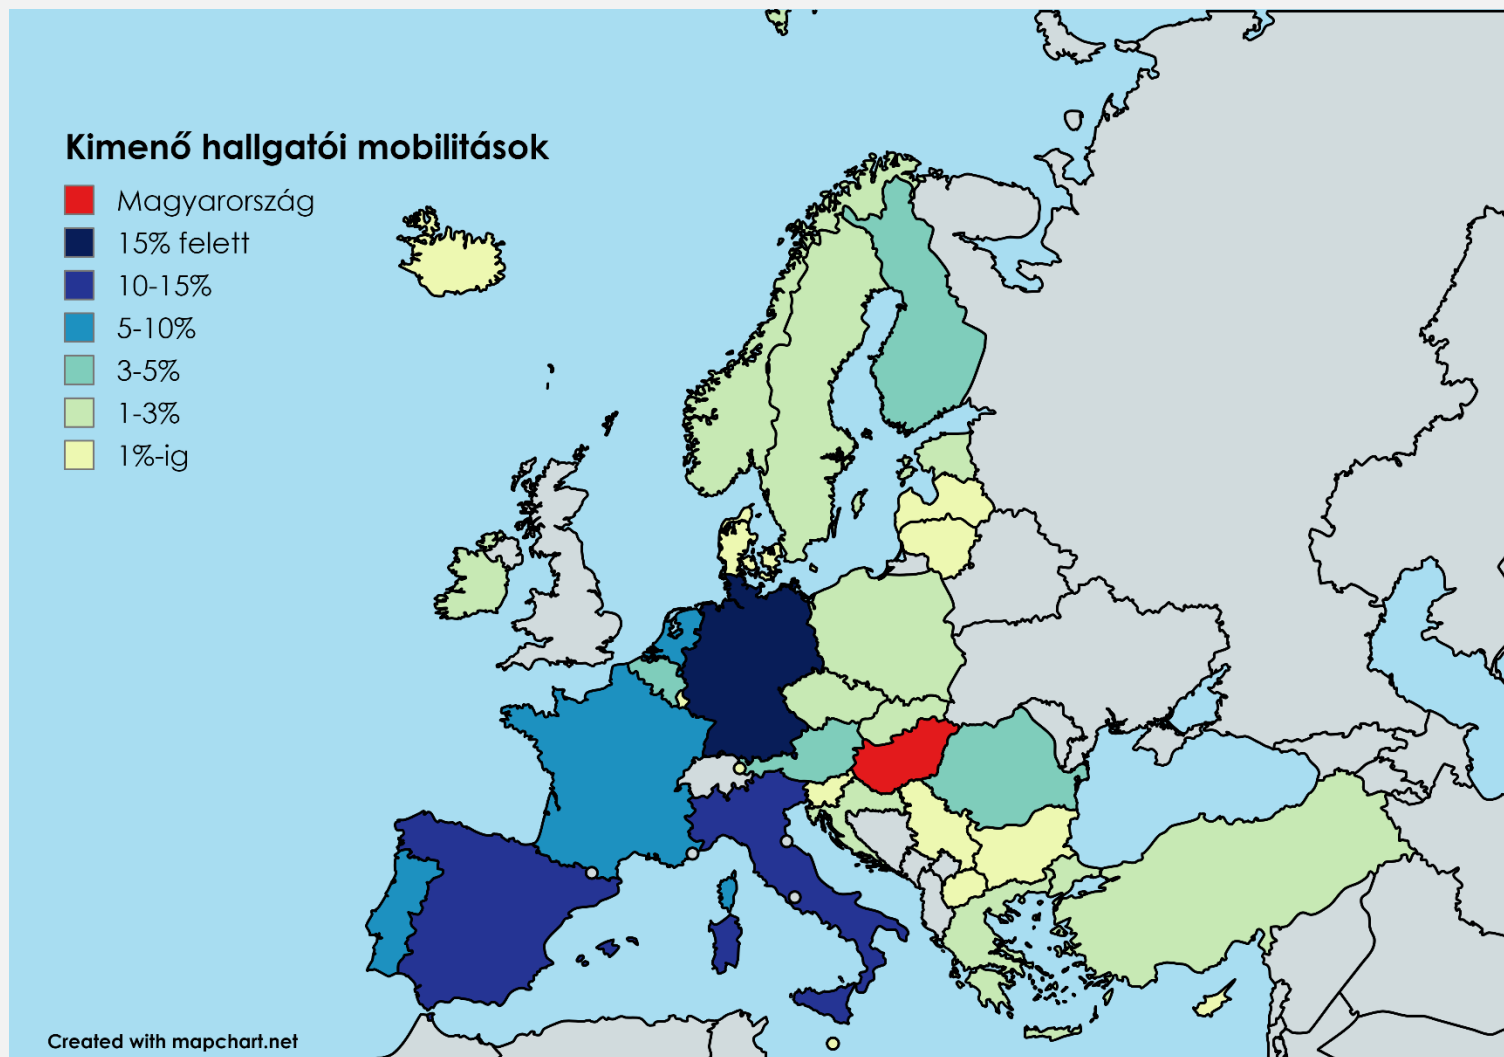 Kimenő hallgatói mobilitások
Magyarország
15% felett
10-15%
5-10%
3-5%
1-3%
1%-ig
Created with mapchart.net